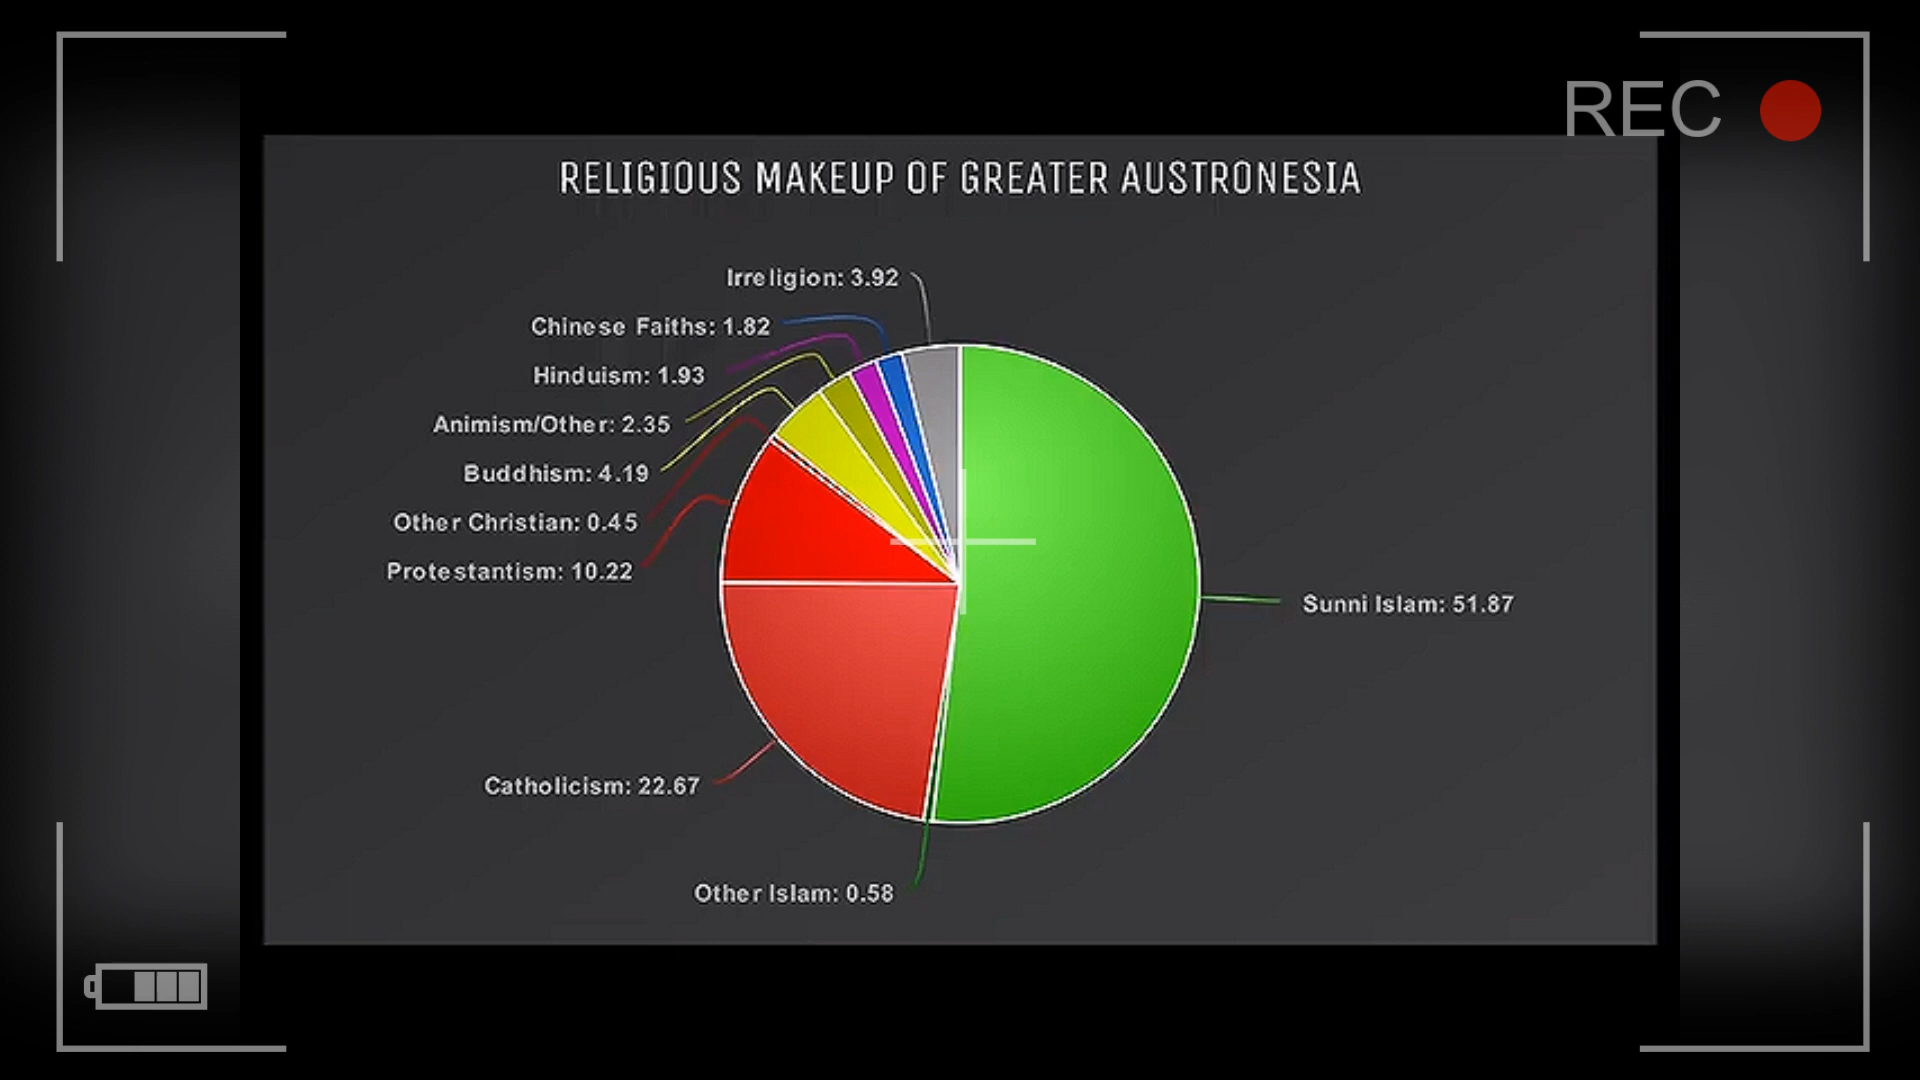 REC
RELIGIOUS MAKEUP OF GREATER AUSTRONESIA
Irreligion: 3.92
Chinese Faiths: 1.82
Hinduism: 1.93
Animism/Other: 2.35
Buddhism: 4.19
Other Christian: 0.45
Protestantism: 10.22
Sunni Islam: 51.87
Catholicism: 22.67
Other Islam: 0.58